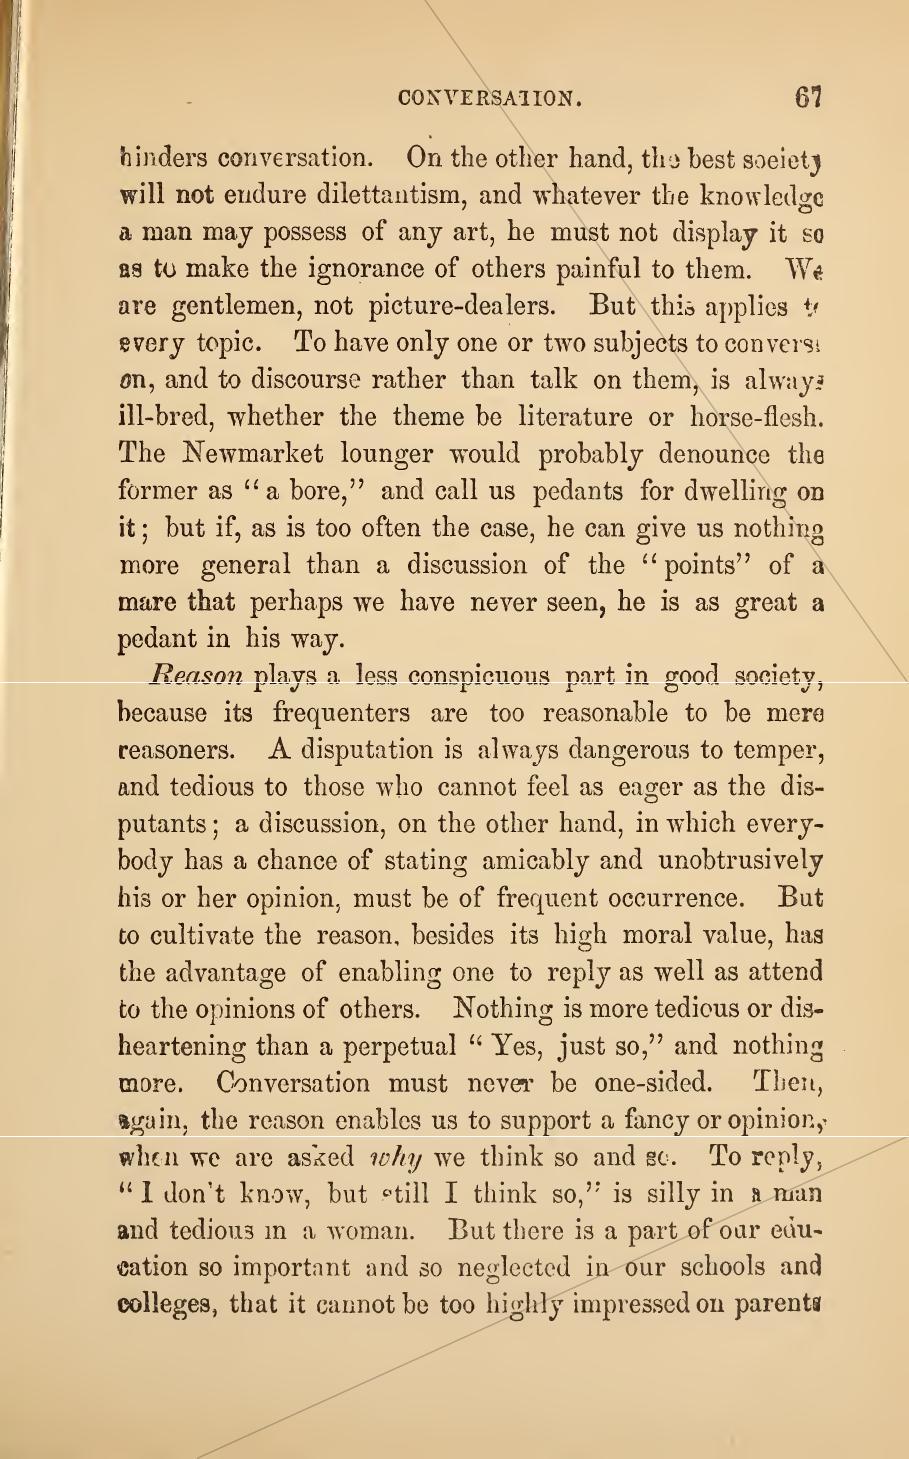 CONVERSATION. 67
hinders conversation. On the other hand, the best society
will not endure dilettantism, and whatever the knowledge
a man may possess of any art, he must not display it so
as to make the ignorance of others painful to them. We
are gentlemen, not picture-dealers. But this applies to
every topic. To have only one or two subjects to converse
on, and to discourse rather than talk on them, is always
ill-bred, whether the theme be literature or horse-flesh.
The Newmarket lounger would probably denounce the
former as “a bore,” and call us pedants for dwelling on
it; but if, as is too often the case, he can give us nothing
more general than a discussion of the “points” of a
mare that perhaps we have never seen, he is as great a
pedant in his way.
Reason plays a less conspicuous part in good society,
because its frequenters are too reasonable to be mere
reasoners. A disputation is always dangerous to temper,
and tedious to those who cannot feel as eager as the dis-
putants; a discussion, on the other hand, in which every-
body has a chance of stating amicably and unobtrusively
his or her opinion, must be of frequent occurrence. But
to cultivate the reason, besides its high moral value, has
the advantage of enabling one to reply as well as attend
to the opinions of others. Nothing is more tedious or dis-
heartening than a perpetual “Yes, just so,” and nothing
more. Conversation must never be one-sided. Then,
again, the reason enables us to support a fancy or opinion,
when we are asked why we think so and so. To reply,
“I don't know, but still I think so,” is silly in a man
and tedious in a woman. But there is a part of our edu-
cation so important and so neglected in our schools and
colleges, that it cannot be too highly impressed on parents